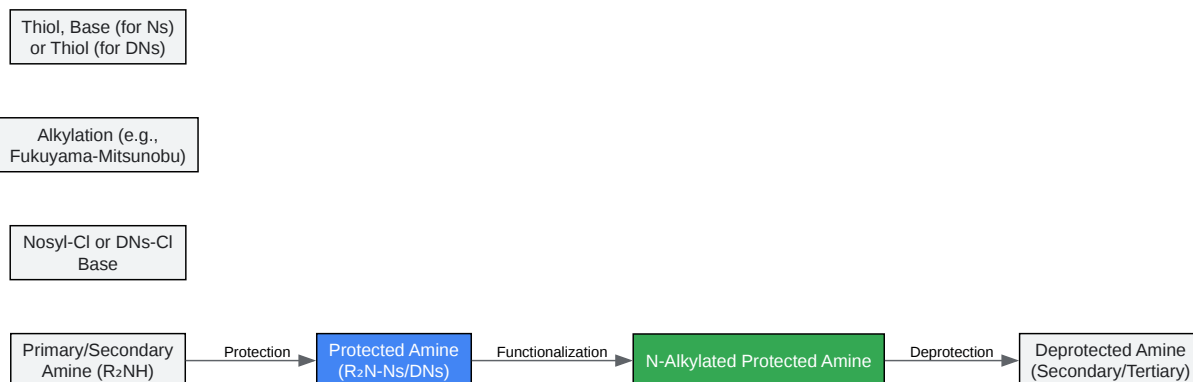 Thiol, Base (for Ns)
or Thiol (for DNs)
Alkylation (e.g.,
Fukuyama-Mitsunobu)
Nosyl-Cl or DNs-Cl
Base
Primary/Secondary
Amine (R₂NH)
Protection
Protected Amine
(R₂N-Ns/DNs)
Functionalization
N-Alkylated Protected Amine
Deprotection
Deprotected Amine
(Secondary/Tertiary)